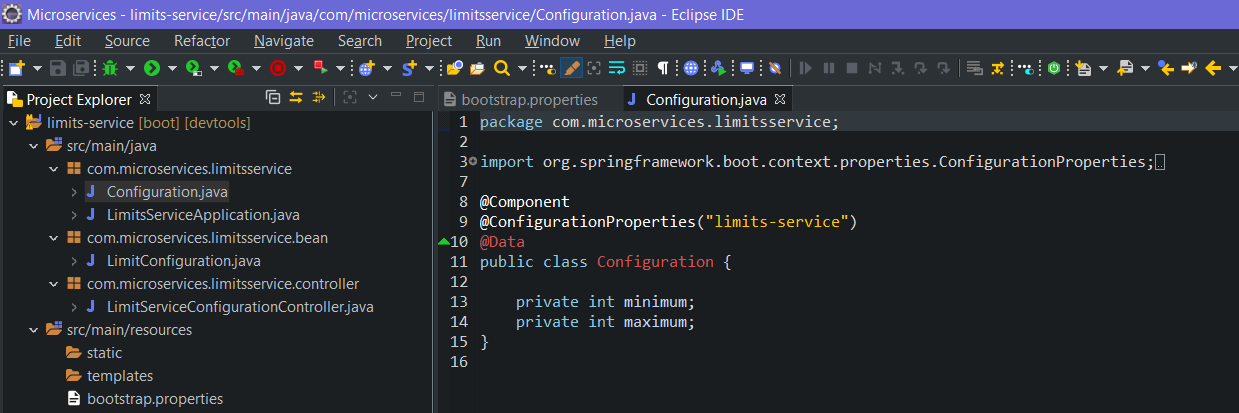 Microservices - limits-service/src/main/java/com/microservices/limitsservice/Configuration.java - Eclipse IDE
File Edit Source Refactor Navigate Search Project Run Window Help
Project Explorer
limits-service [boot] [devtools]
src/main/java
com.microservices.limitsservice
Configuration.java
LimitsServiceApplication.java
com.microservices.limitsservice.bean
LimitConfiguration.java
com.microservices.limitsservice.controller
LimitServiceConfigurationController.java
src/main/resources
static
templates
bootstrap.properties
bootstrap.properties Configuration.java
1 package com.microservices.limitsservice;
2
3 import org.springframework.boot.context.properties.ConfigurationProperties;
7
8 @Component
9 @ConfigurationProperties("limits-service")
10 @Data
11 public class Configuration {
12
13 private int minimum;
14 private int maximum;
15 }
16